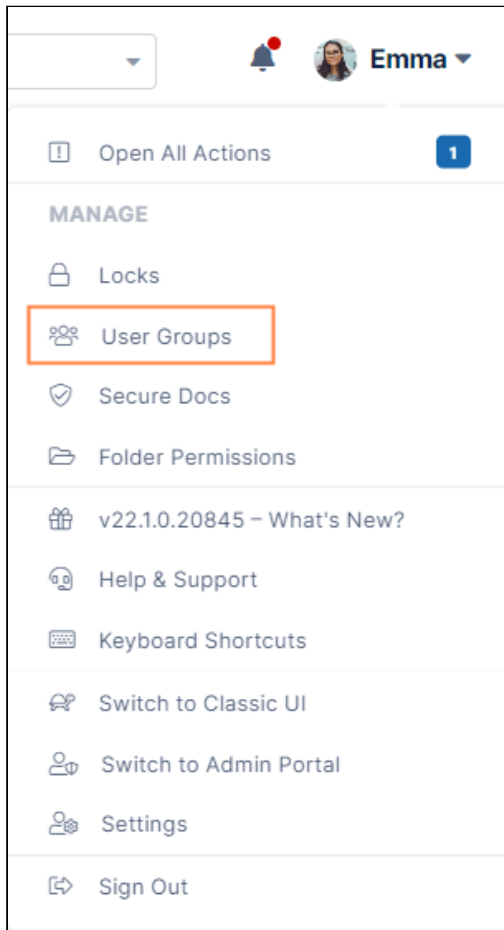 Emma
Open All Actions 1
MANAGE
Locks
User Groups
Secure Docs
Folder Permissions
v22.1.0.20845 – What's New?
Help & Support
Keyboard Shortcuts
Switch to Classic UI
Switch to Admin Portal
Settings
Sign Out